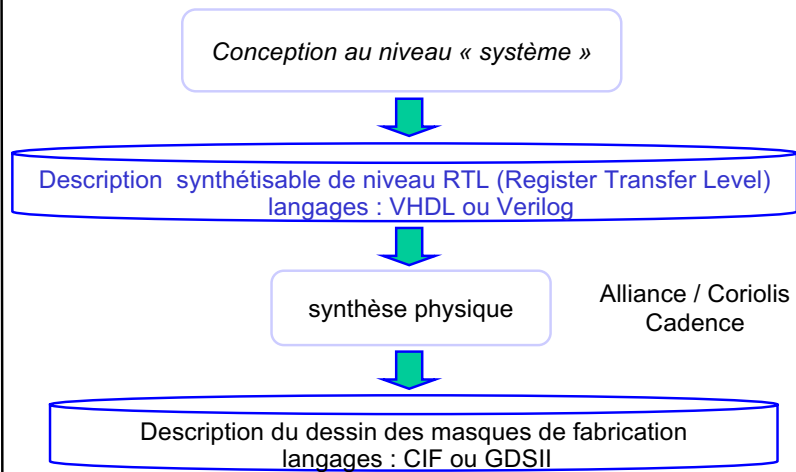 Conception au niveau « système »
Description synthétisable de niveau RTL (Register Transfer Level)
langages : VHDL ou Verilog
synthèse physique
Alliance / Coriolis
Cadence
Description du dessin des masques de fabrication
langages : CIF ou GDSII